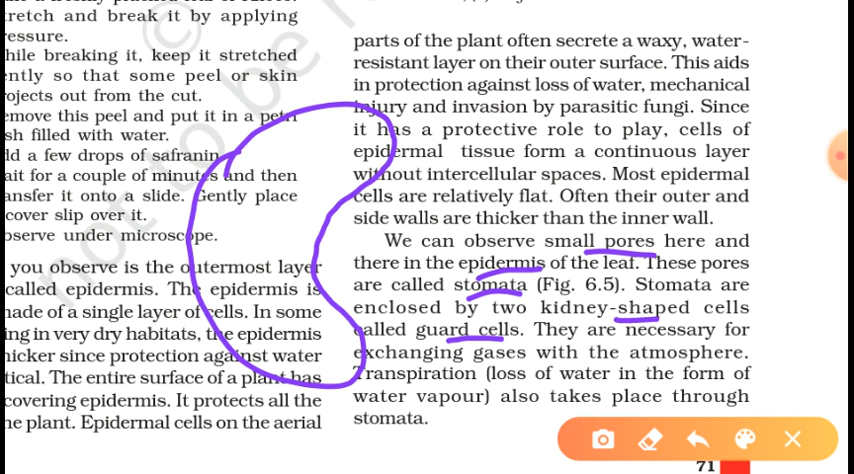 tretch and break it by applying
ressure.
hile breaking it, keep it stretched
ently so that some peel or skin
rojects out from the cut.
emove this peel and put it in a petri
sh filled with water.
dd a few drops of safranin.
ait for a couple of minutes and then
ansfer it onto a slide. Gently place
cover slip over it.
bserve under microscope.
you observe is the outermost layer
called epidermis. The epidermis is
made of a single layer of cells. In some
ing in very dry habitats, the epidermis
hicker since protection against water
tical. The entire surface of a plant has
covering epidermis. It protects all the
he plant. Epidermal cells on the aerial
parts of the plant often secrete a waxy, water-
resistant layer on their outer surface. This aids
in protection against loss of water, mechanical
injury and invasion by parasitic fungi. Since
it has a protective role to play, cells of
epidermal tissue form a continuous layer
without intercellular spaces. Most epidermal
cells are relatively flat. Often their outer and
side walls are thicker than the inner wall.
We can observe small pores here and
there in the epidermis of the leaf. These pores
are called stomata (Fig. 6.5). Stomata are
enclosed by two kidney-shaped cells
called guard cells. They are necessary for
exchanging gases with the atmosphere.
Transpiration (loss of water in the form of
water vapour) also takes place through
stomata.
71
© not to be r